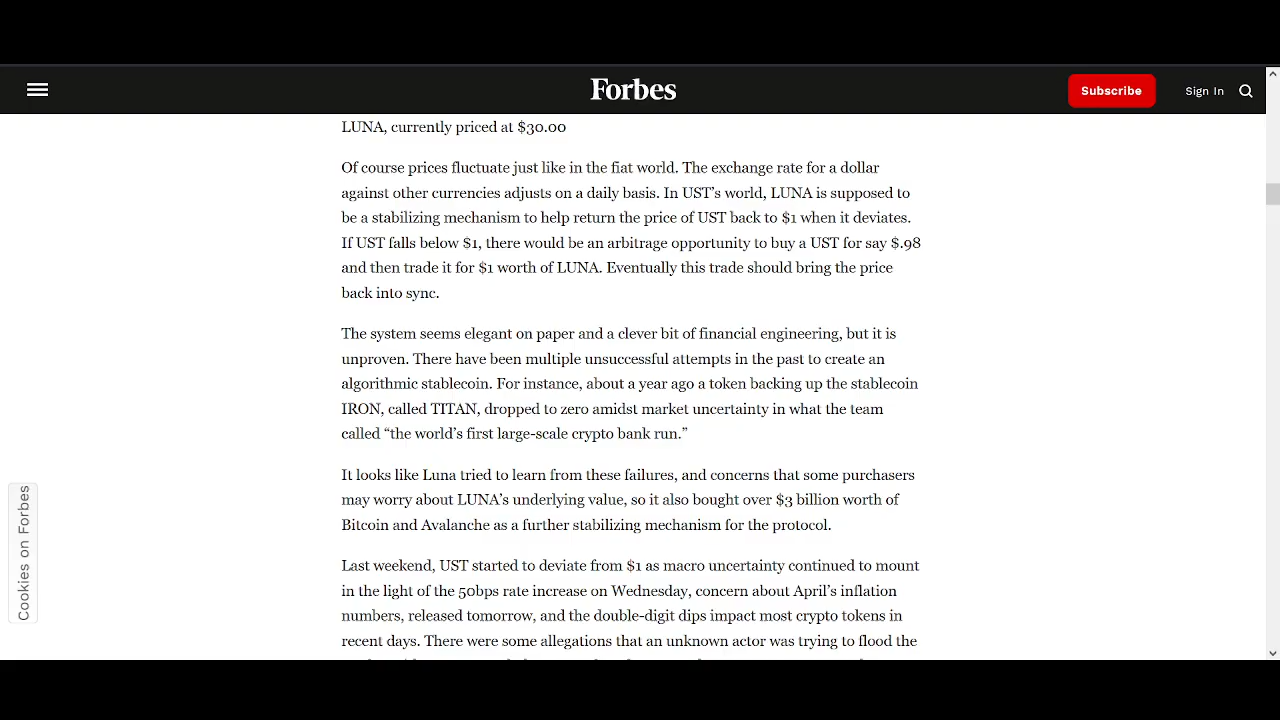 Forbes
Subscribe
Sign In
LUNA, currently priced at $30.00
Of course prices fluctuate just like in the fiat world. The exchange rate for a dollar
against other currencies adjusts on a daily basis. In UST's world, LUNA is supposed to
be a stabilizing mechanism to help return the price of UST back to $1 when it deviates.
If UST falls below $1, there would be an arbitrage opportunity to buy a UST for say $.98
and then trade it for $1 worth of LUNA. Eventually this trade should bring the price
back into sync.
The system seems elegant on paper and a clever bit of financial engineering, but it is
unproven. There have been multiple unsuccessful attempts in the past to create an
algorithmic stablecoin. For instance, about a year ago a token backing up the stablecoin
IRON, called TITAN, dropped to zero amidst market uncertainty in what the team
called “the world's first large-scale crypto bank run.”
It looks like Luna tried to learn from these failures, and concerns that some purchasers
may worry about LUNA's underlying value, so it also bought over $3 billion worth of
Bitcoin and Avalanche as a further stabilizing mechanism for the protocol.
Last weekend, UST started to deviate from $1 as macro uncertainty continued to mount
in the light of the 50bps rate increase on Wednesday, concern about April's inflation
numbers, released tomorrow, and the double-digit dips impact most crypto tokens in
recent days. There were some allegations that an unknown actor was trying to flood the
Cookies on Forbes